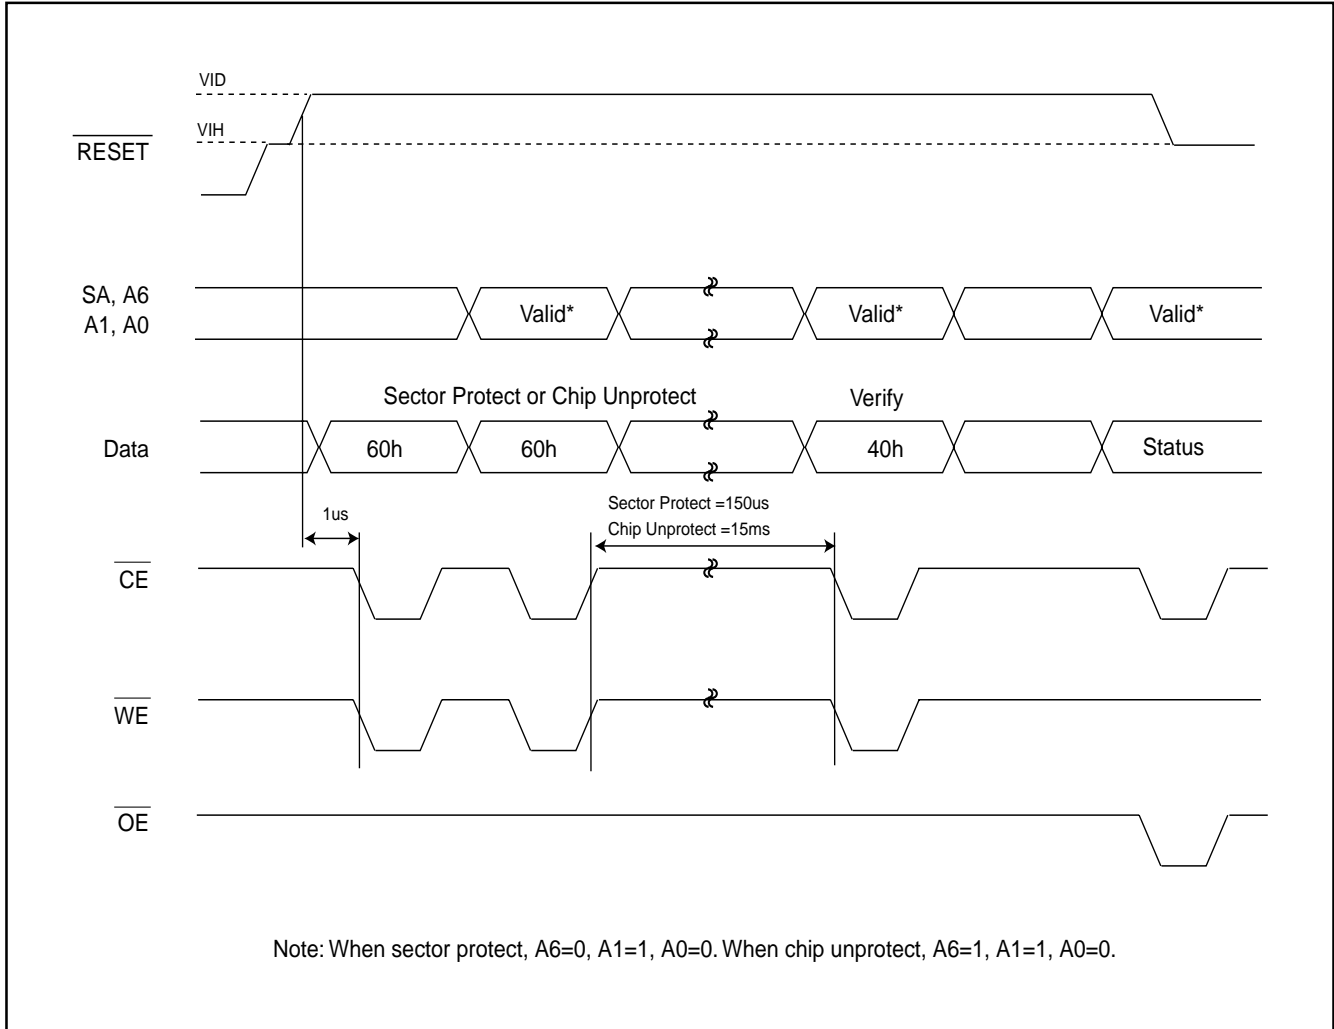 VID
VIH
RESET
SA, A6
A1, A0
Valid*
Valid*
Valid*
Sector Protect or Chip Unprotect
Verify
Data
60h
60h
40h
Status
1us
Sector Protect =150us
Chip Unprotect =15ms
CE
WE
OE
Note: When sector protect, A6=0, A1=1, A0=0. When chip unprotect, A6=1, A1=1, A0=0.